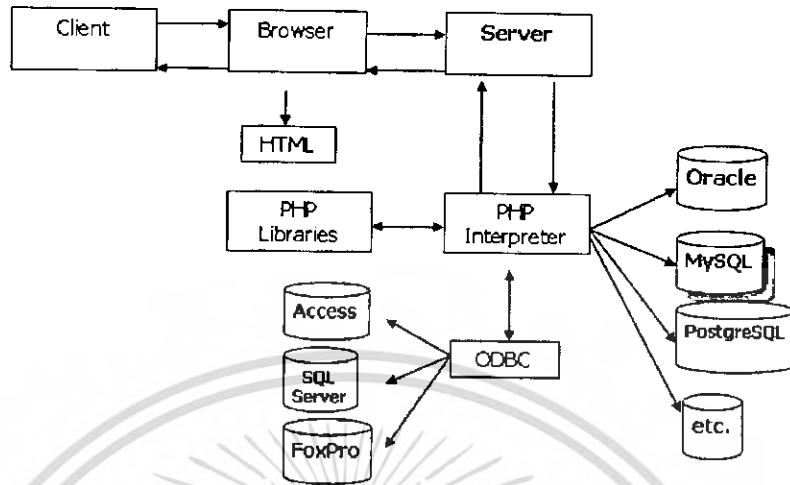 Client
Browser
Server
HTML
PHP
Libraries
PHP
Interpreter
Oracle
MySQL
PostgreSQL
etc.
ODBC
Access
SQL
Server
FoxPro